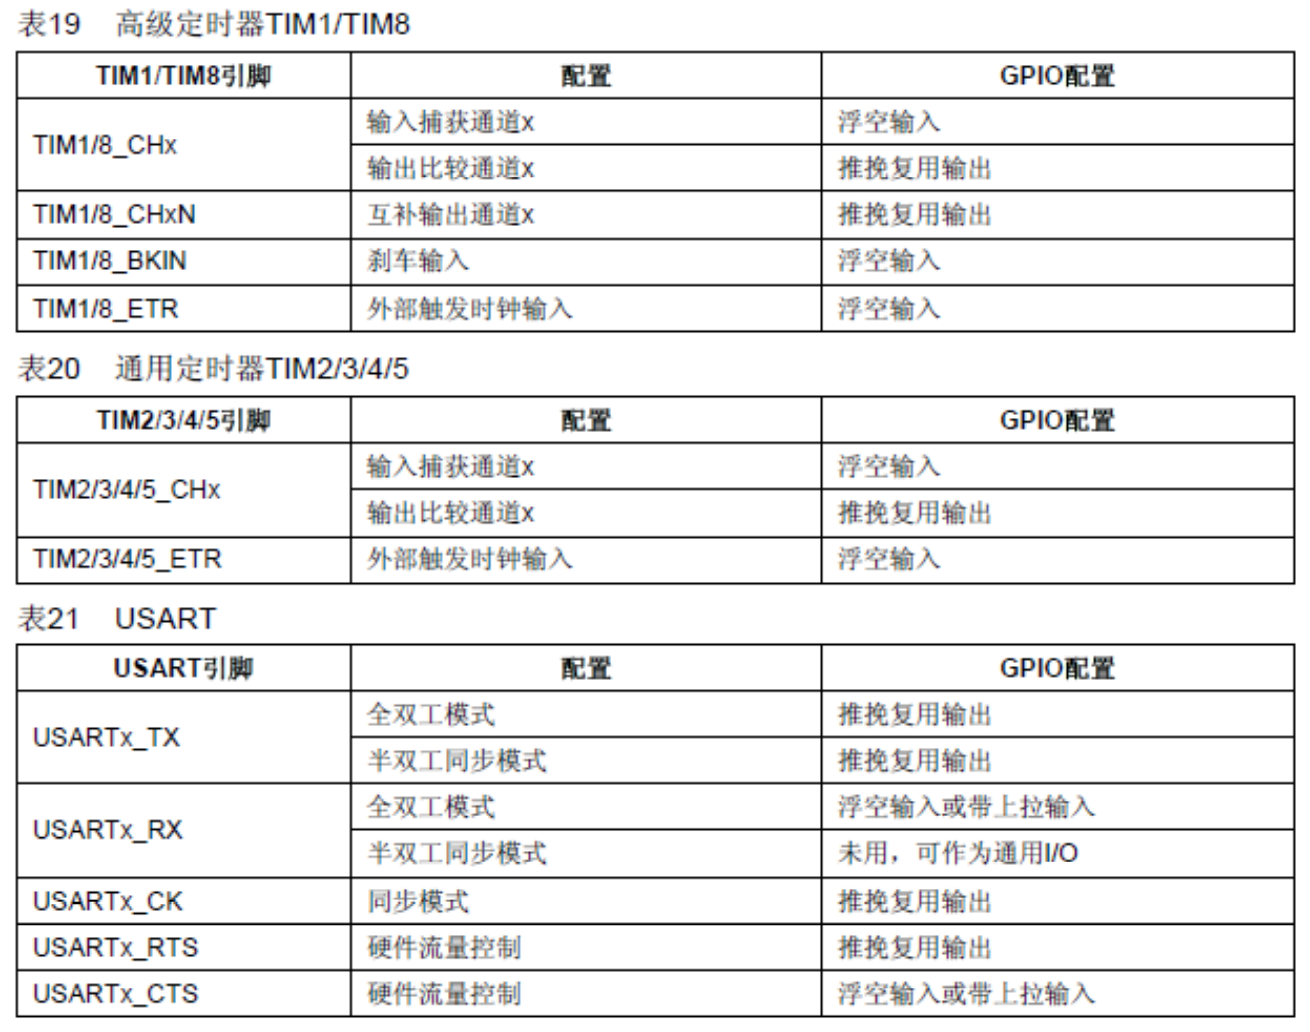 表19 高级定时器TIM1/TIM8
TIM1/TIM8引脚 配置 GPIO配置
TIM1/8_CHx 输入捕获通道x 浮空输入
输出比较通道x 推挽复用输出
TIM1/8_CHxN 互补输出通道x 推挽复用输出
TIM1/8_BKIN 刹车输入 浮空输入
TIM1/8_ETR 外部触发时钟输入 浮空输入
表20 通用定时器TIM2/3/4/5
TIM2/3/4/5引脚 配置 GPIO配置
TIM2/3/4/5_CHx 输入捕获通道x 浮空输入
输出比较通道x 推挽复用输出
TIM2/3/4/5_ETR 外部触发时钟输入 浮空输入
表21 USART
USART引脚 配置 GPIO配置
USARTx_TX 全双工模式 推挽复用输出
半双工同步模式 推挽复用输出
USARTx_RX 全双工模式 浮空输入或带上拉输入
半双工同步模式 未用，可作为通用I/O
USARTx_CK 同步模式 推挽复用输出
USARTx_RTS 硬件流量控制 推挽复用输出
USARTx_CTS 硬件流量控制 浮空输入或带上拉输入